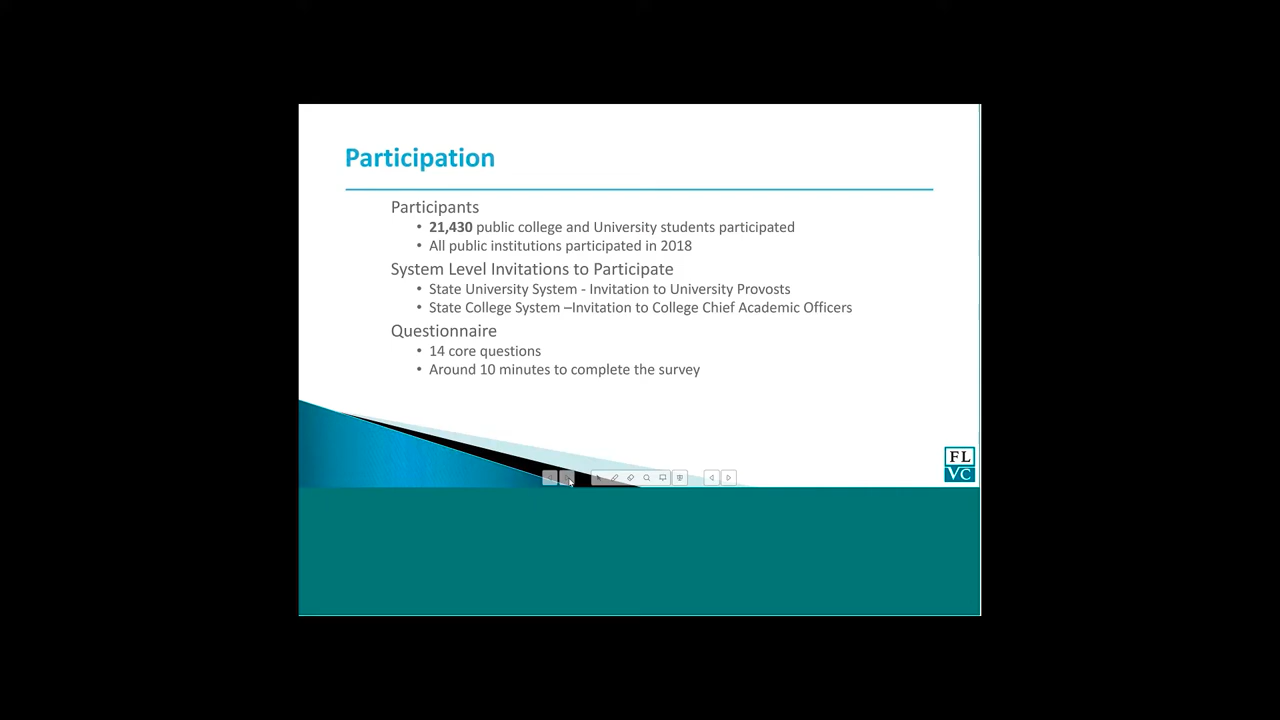 Participation
Participants
• 21,430 public college and University students participated
• All public institutions participated in 2018
System Level Invitations to Participate
• State University System - Invitation to University Provosts
• State College System –Invitation to College Chief Academic Officers
Questionnaire
• 14 core questions
• Around 10 minutes to complete the survey
FL
VC